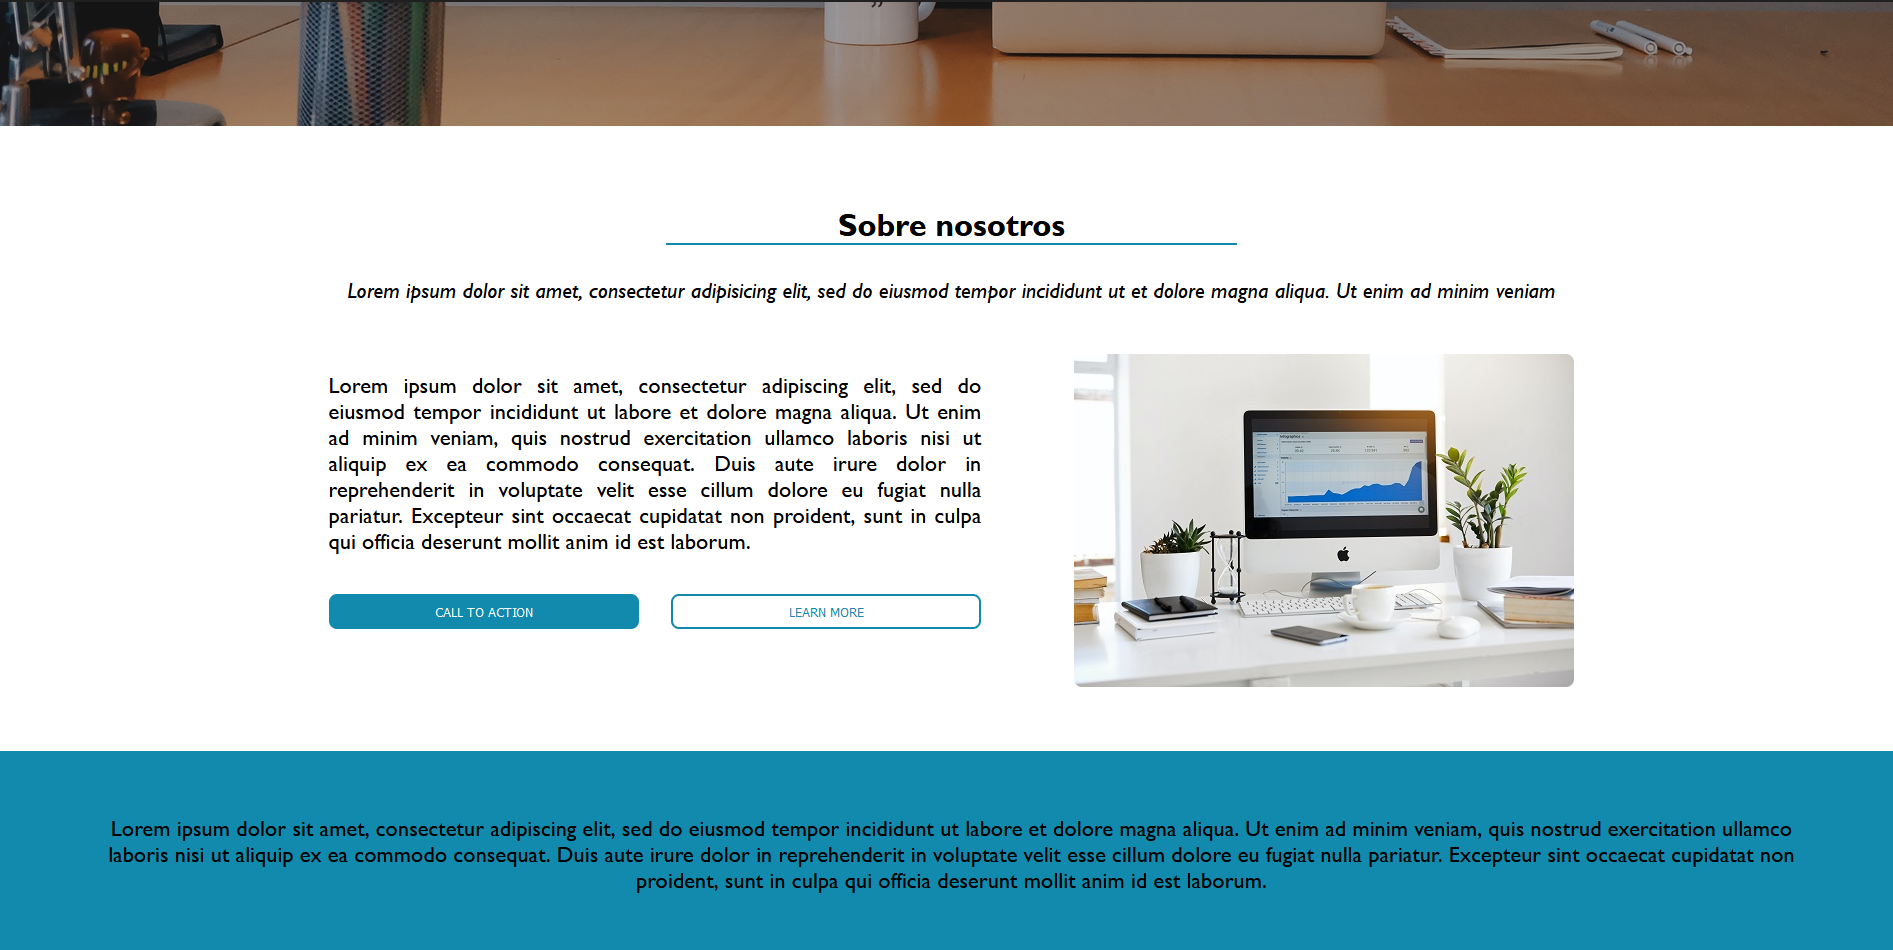 Sobre nosotros
Lorem ipsum dolor sit amet, consectetur adipisicing elit, sed do eiusmod tempor incididunt ut et dolore magna aliqua. Ut enim ad minim veniam
Lorem ipsum dolor sit amet, consectetur adipiscing elit, sed do
eiusmod tempor incididunt ut labore et dolore magna aliqua. Ut enim
ad minim veniam, quis nostrud exercitation ullamco laboris nisi ut
aliquip ex ea commodo consequat. Duis aute irure dolor in
reprehenderit in voluptate velit esse cillum dolore eu fugiat nulla
pariatur. Excepteur sint occaecat cupidatat non proident, sunt in culpa
qui officia deserunt mollit anim id est laborum.
CALL TO ACTION
LEARN MORE
Infographics
Lorem ipsum dolor sit amet, consectetur adipiscing elit, sed do eiusmod tempor incididunt ut labore et dolore magna aliqua. Ut enim ad minim veniam, quis nostrud exercitation ullamco
laboris nisi ut aliquip ex ea commodo consequat. Duis aute irure dolor in reprehenderit in voluptate velit esse cillum dolore eu fugiat nulla pariatur. Excepteur sint occaecat cupidatat non
proident, sunt in culpa qui officia deserunt mollit anim id est laborum.